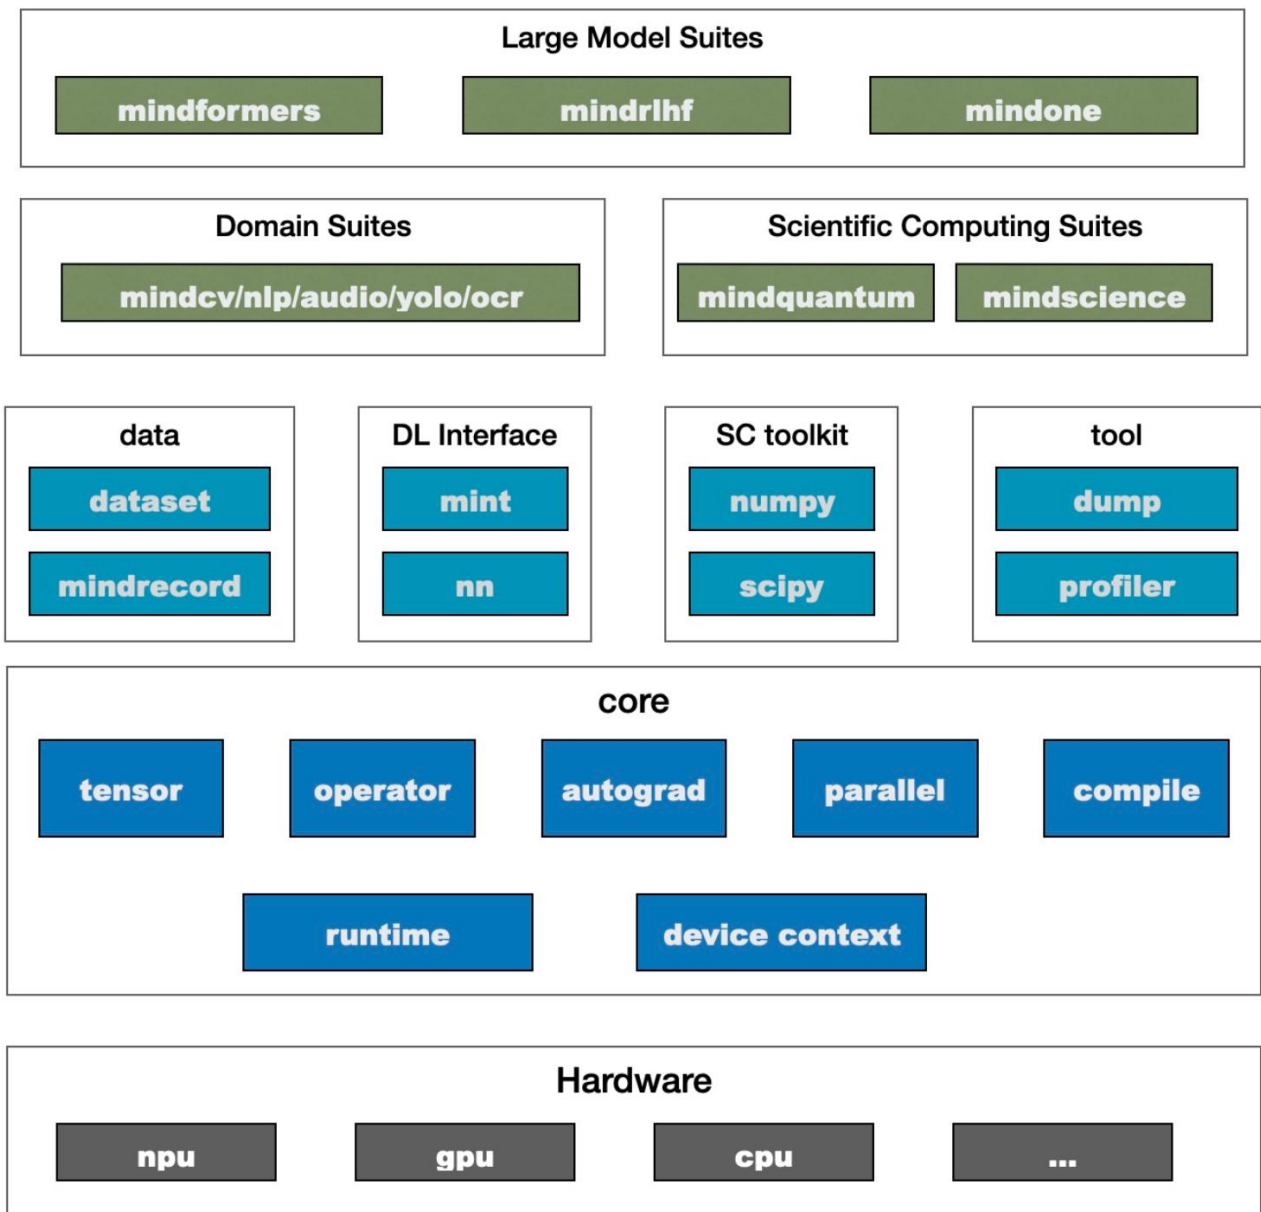 Large Model Suites
mindformers
mindrlhf
mindone
Domain Suites
mindcv/nlp/audio/yolo/ocr
Scientific Computing Suites
mindquantum
mindscience
data
dataset
mindrecord
DL Interface
mint
nn
SC toolkit
numpy
scipy
tool
dump
profiler
core
tensor
operator
autograd
parallel
compile
runtime
device context
Hardware
npu
gpu
cpu
...